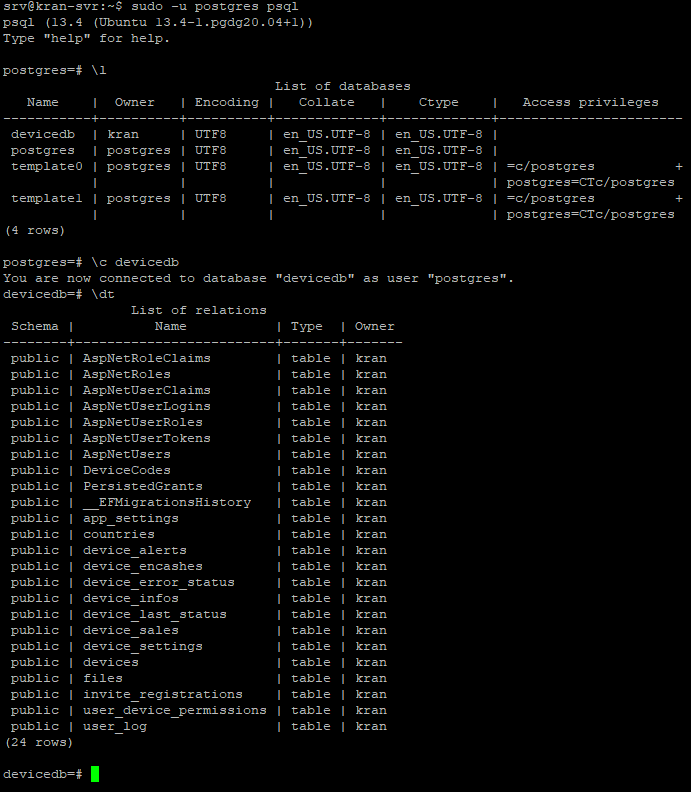 srv@kran-svr:~$ sudo -u postgres psql
psql (13.4 (Ubuntu 13.4-1.pgdg20.04+1))
Type "help" for help.

postgres=# \l
                                  List of databases
   Name    |  Owner   | Encoding |   Collate   |    Ctype    |   Access privileges
-----------+----------+----------+-------------+-------------+-----------------------
 devicedb  | kran     | UTF8     | en_US.UTF-8 | en_US.UTF-8 |
 postgres  | postgres | UTF8     | en_US.UTF-8 | en_US.UTF-8 |
 template0 | postgres | UTF8     | en_US.UTF-8 | en_US.UTF-8 | =c/postgres          +
           |          |          |             |             | postgres=CTc/postgres
 template1 | postgres | UTF8     | en_US.UTF-8 | en_US.UTF-8 | =c/postgres          +
           |          |          |             |             | postgres=CTc/postgres
(4 rows)

postgres=# \c devicedb
You are now connected to database "devicedb" as user "postgres".
devicedb=# \dt
                List of relations
 Schema |          Name           | Type  | Owner
--------+-------------------------+-------+-------
 public | AspNetRoleClaims        | table | kran
 public | AspNetRoles             | table | kran
 public | AspNetUserClaims        | table | kran
 public | AspNetUserLogins        | table | kran
 public | AspNetUserRoles         | table | kran
 public | AspNetUserTokens        | table | kran
 public | AspNetUsers             | table | kran
 public | DeviceCodes             | table | kran
 public | PersistedGrants         | table | kran
 public | __EFMigrationsHistory   | table | kran
 public | app_settings            | table | kran
 public | countries               | table | kran
 public | device_alerts           | table | kran
 public | device_encashes         | table | kran
 public | device_error_status     | table | kran
 public | device_infos            | table | kran
 public | device_last_status      | table | kran
 public | device_sales            | table | kran
 public | device_settings         | table | kran
 public | devices                 | table | kran
 public | files                   | table | kran
 public | invite_registrations    | table | kran
 public | user_device_permissions | table | kran
 public | user_log                | table | kran
(24 rows)

devicedb=#